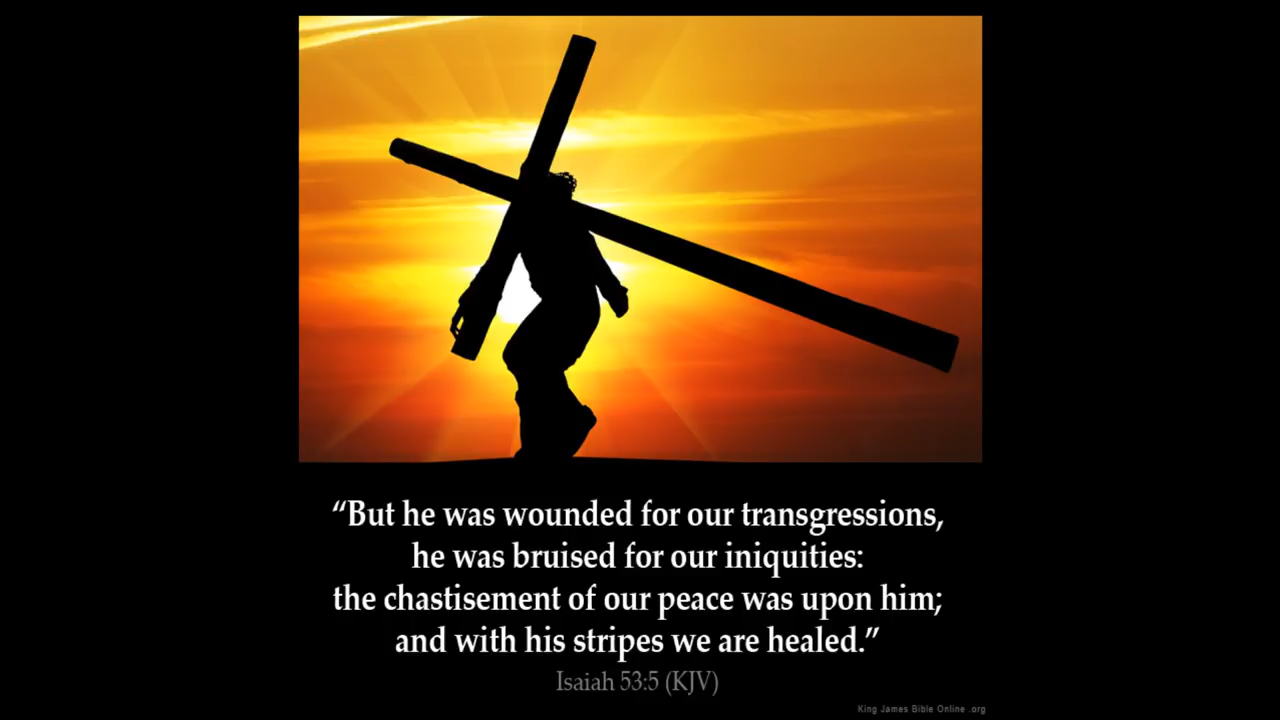 “But he was wounded for our transgressions,
he was bruised for our iniquities:
the chastisement of our peace was upon him;
and with his stripes we are healed.”
Isaiah 53:5 (KJV)
King James Bible Online .org